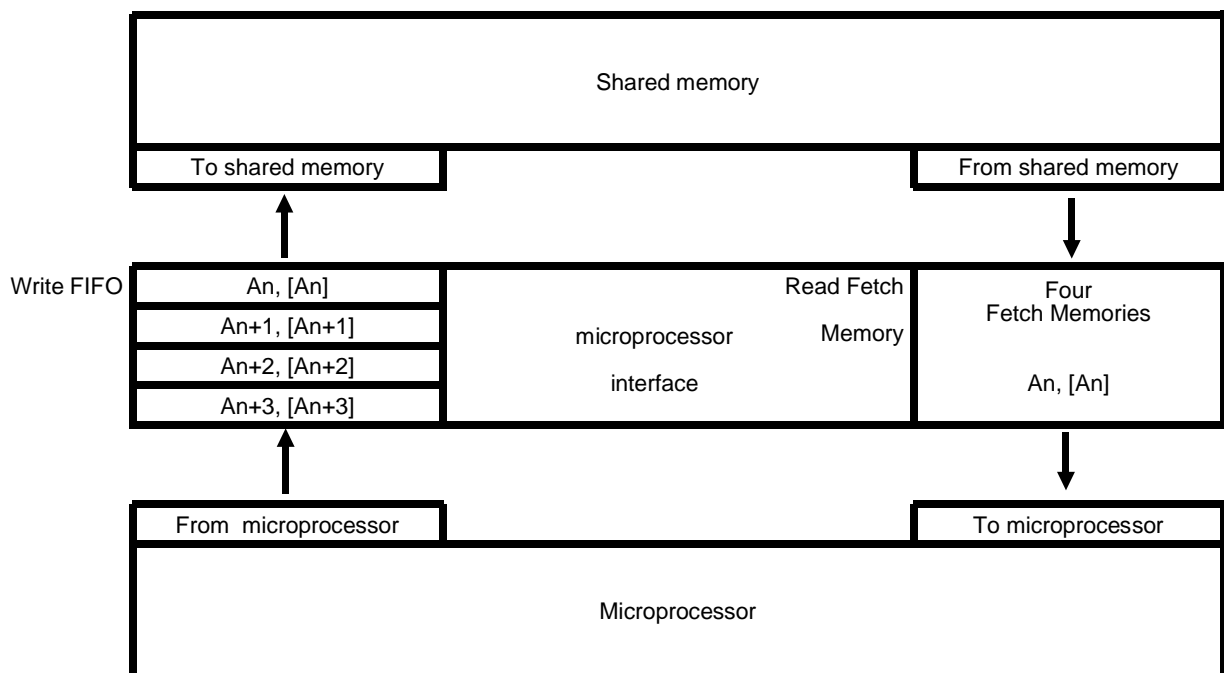 Shared memory
To shared memory
From shared memory
Write FIFO
An, [An]
An+1, [An+1]
An+2, [An+2]
An+3, [An+3]
microprocessor
interface
Read Fetch
Memory
Four
Fetch Memories
An, [An]
From microprocessor
To microprocessor
Microprocessor